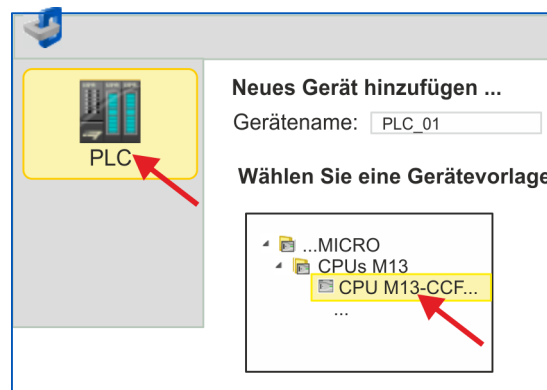 PLC
Neues Gerät hinzufügen ...
Gerätename: PLC_01
Wählen Sie eine Gerätevorlage
...MICRO
CPUs M13
CPU M13-CCF...
...